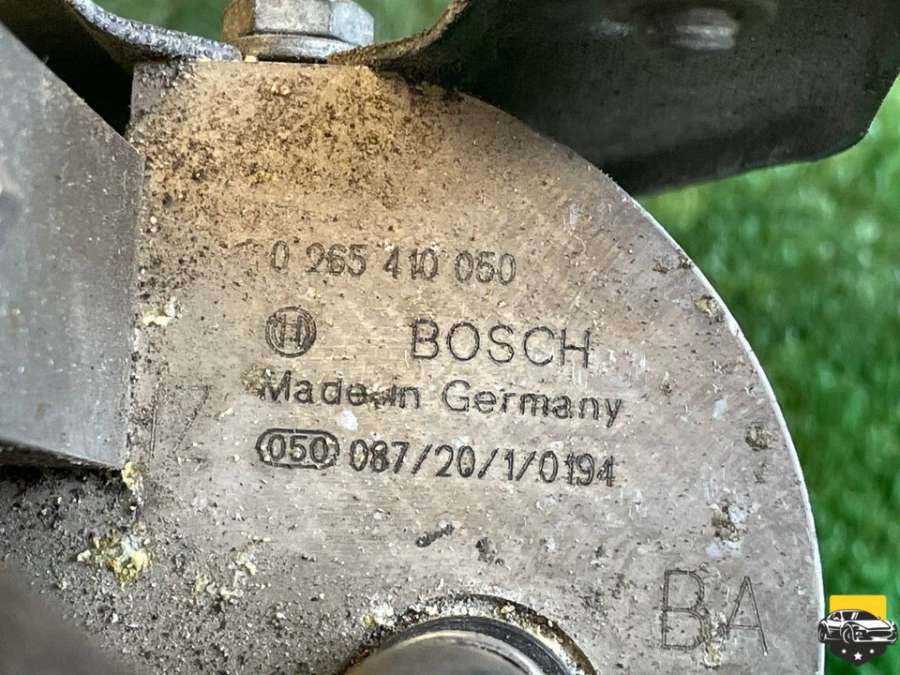 0 265 410 050
BOSCH
Made in Germany
050 087/20/1/0194
BA